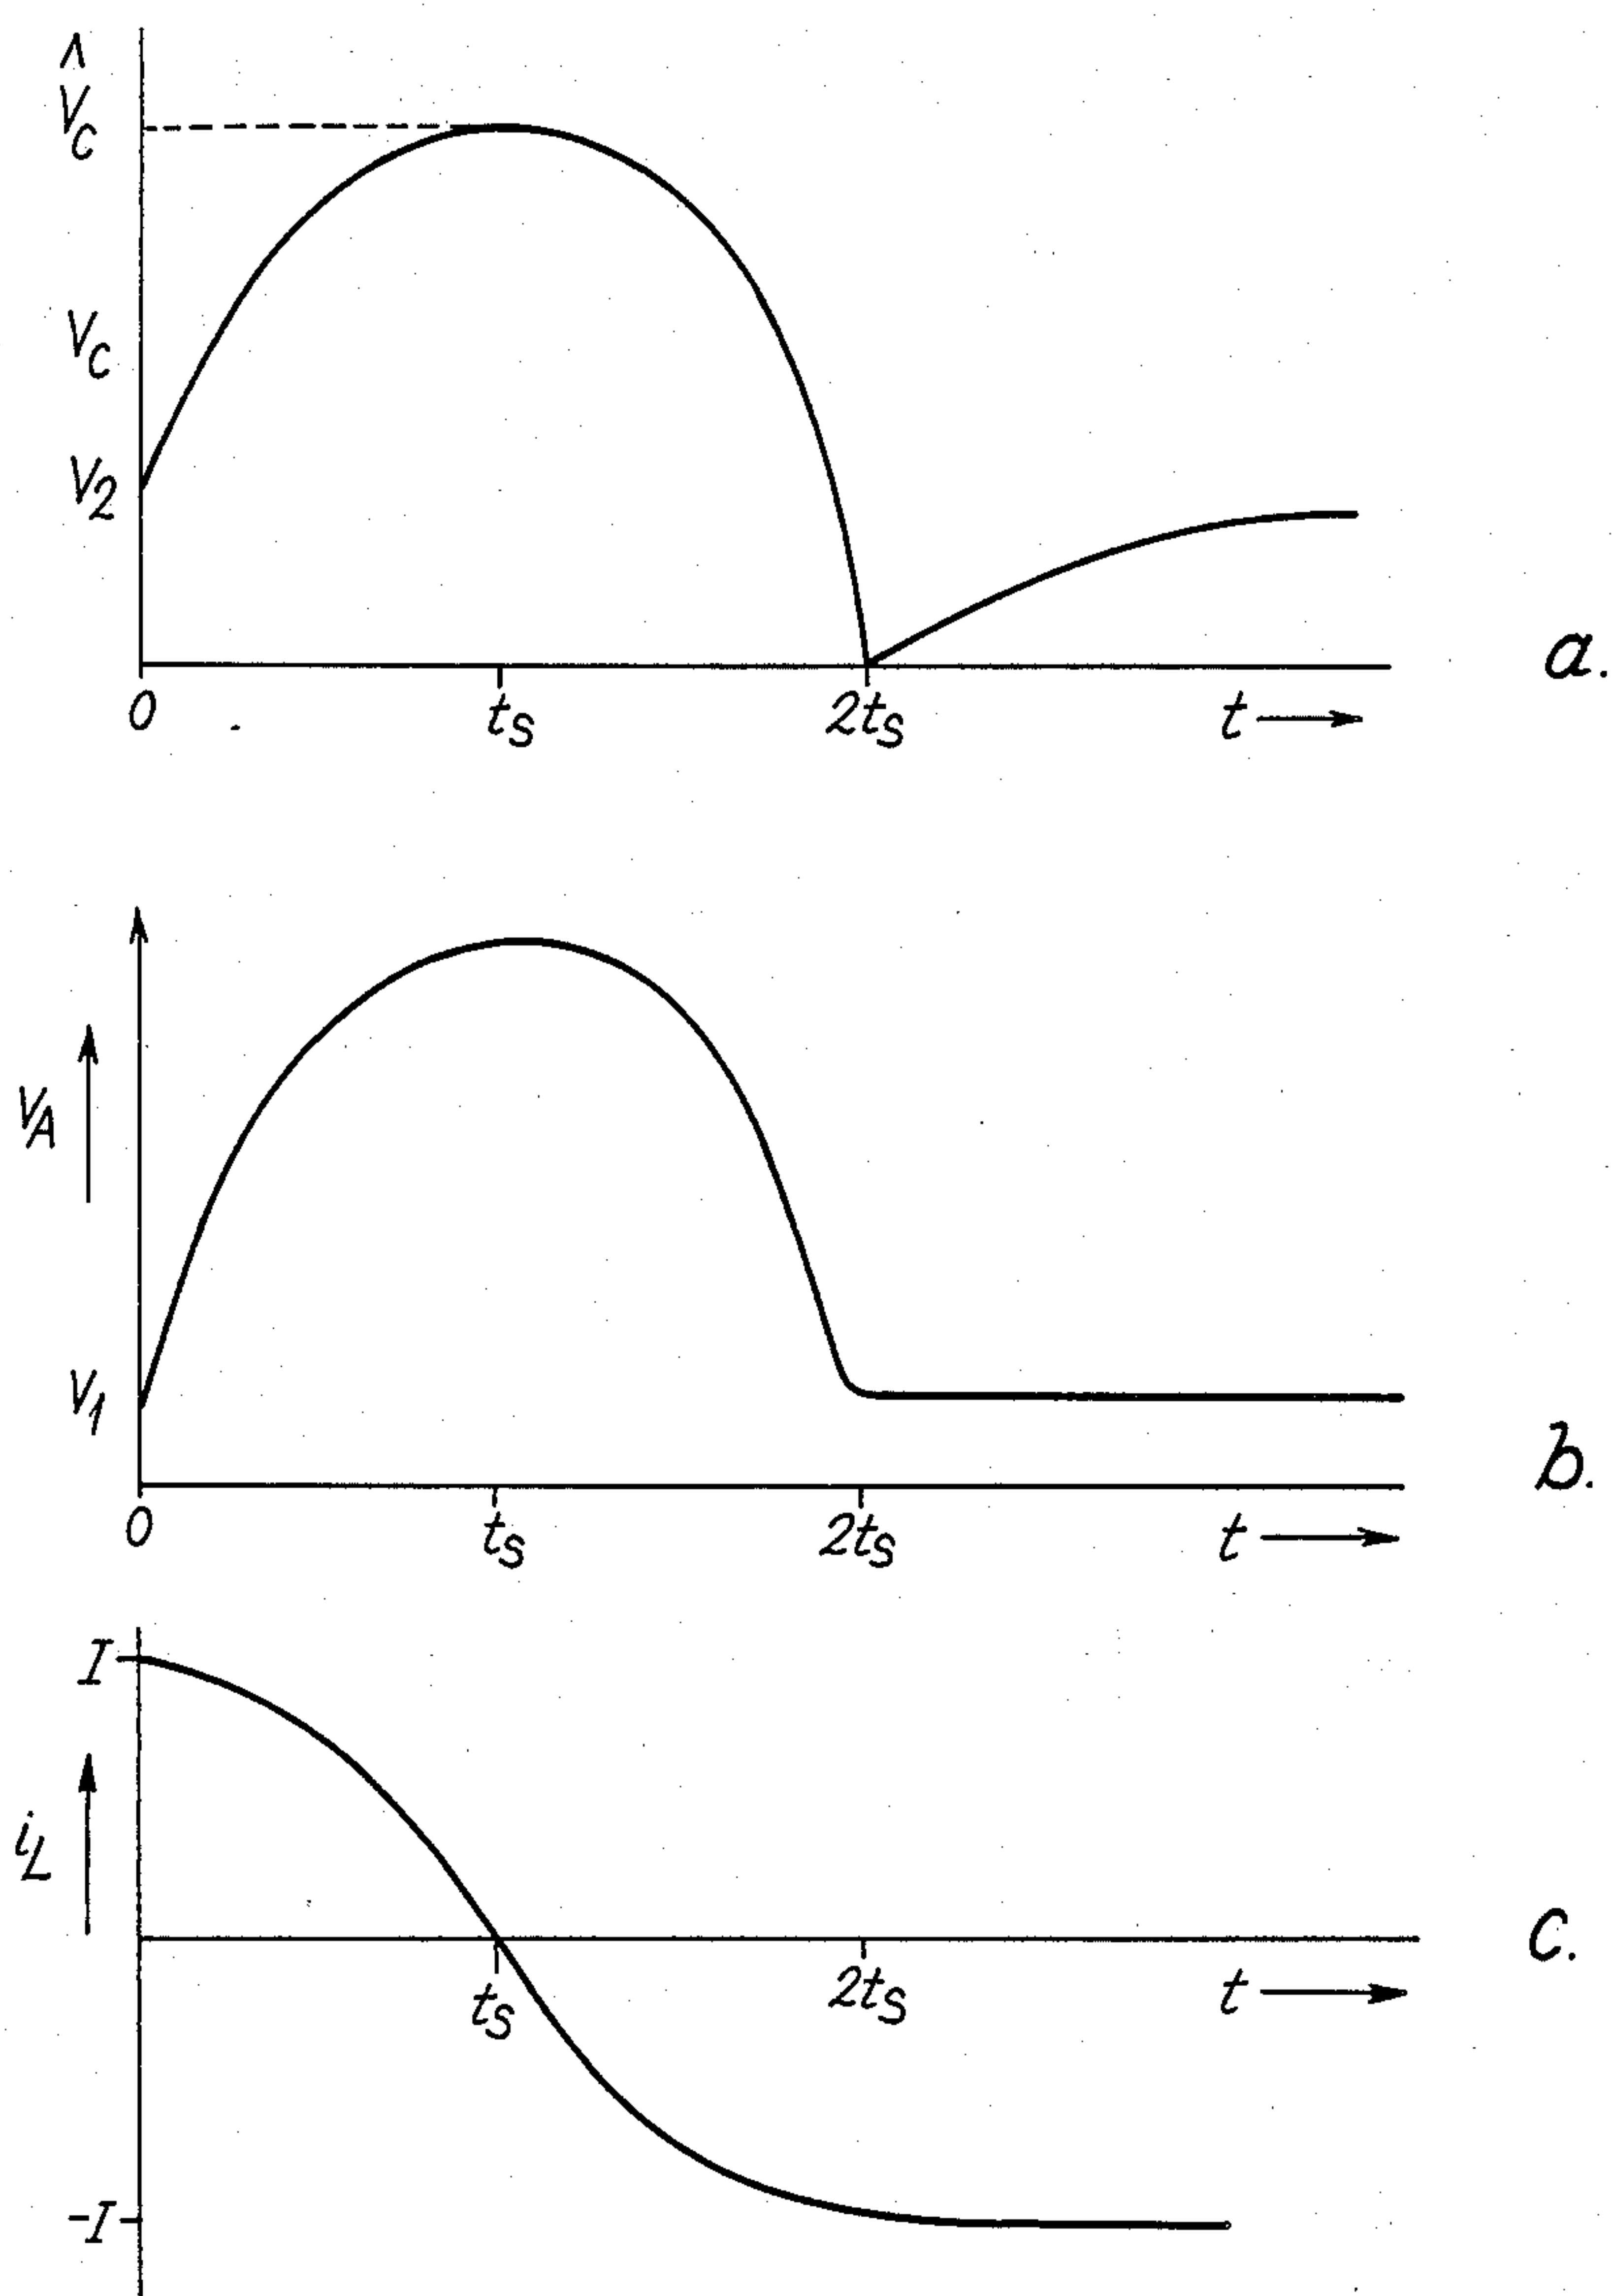 ^
Vc
Vc
V2
0 ts 2ts t
a.
VA
V1
0 ts 2ts t
b.
I
iL
ts 2ts t
c.
-I